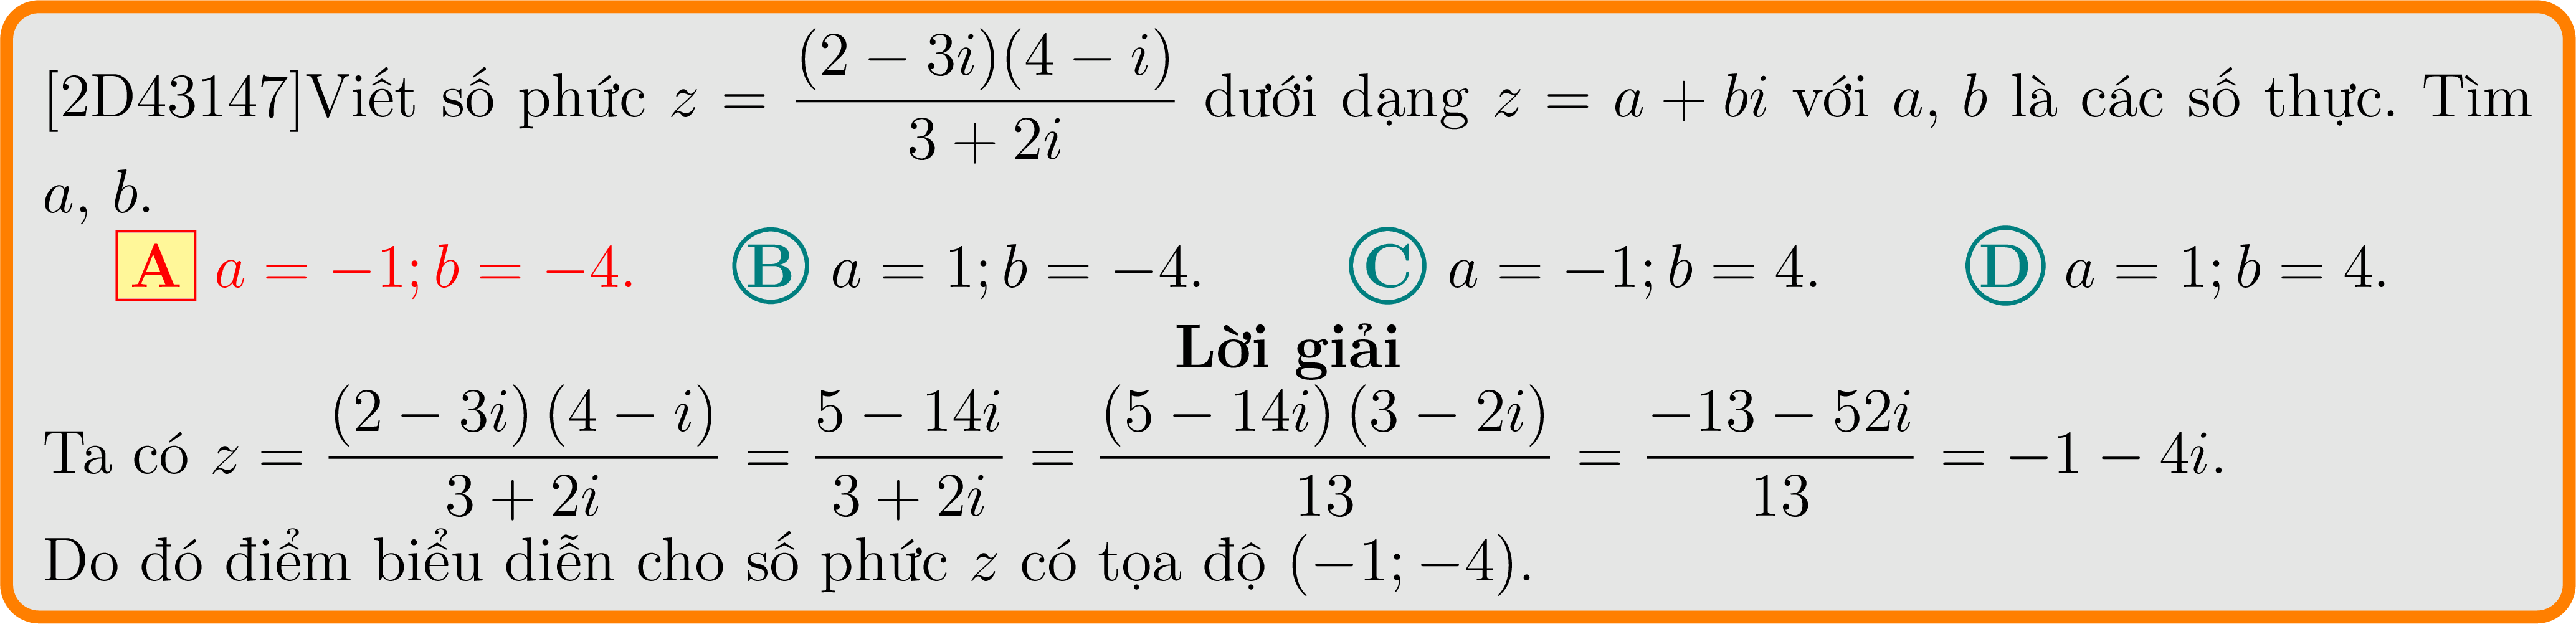 [2D43147]Viết số phức z = \frac{(2 − 3i)(4 − i)}{3 + 2i} dưới dạng z = a + bi với a, b là các số thực. Tìm
a, b.
A a = −1; b = −4. B a = 1; b = −4. C a = −1; b = 4. D a = 1; b = 4.
Lời giải
Ta có z = \frac{(2 − 3i)(4 − i)}{3 + 2i} = \frac{5 − 14i}{3 + 2i} = \frac{(5 − 14i)(3 − 2i)}{13} = \frac{−13 − 52i}{13} = −1 − 4i.
Do đó điểm biểu diễn cho số phức z có tọa độ (−1; −4).